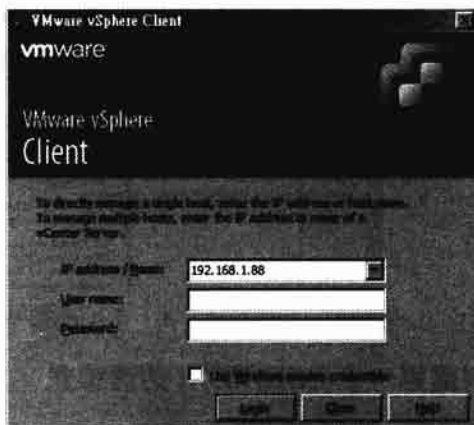 VMware vSphere Client
vmware
VMware vSphere
Client
To directly manage a single host, enter the IP address or host name.
To manage multiple hosts, enter the IP address or name of a
vCenter Server.
IP address / Name:
192.168.1.88
User name:
Password:
Use Windows session credentials
Login
Close
Help